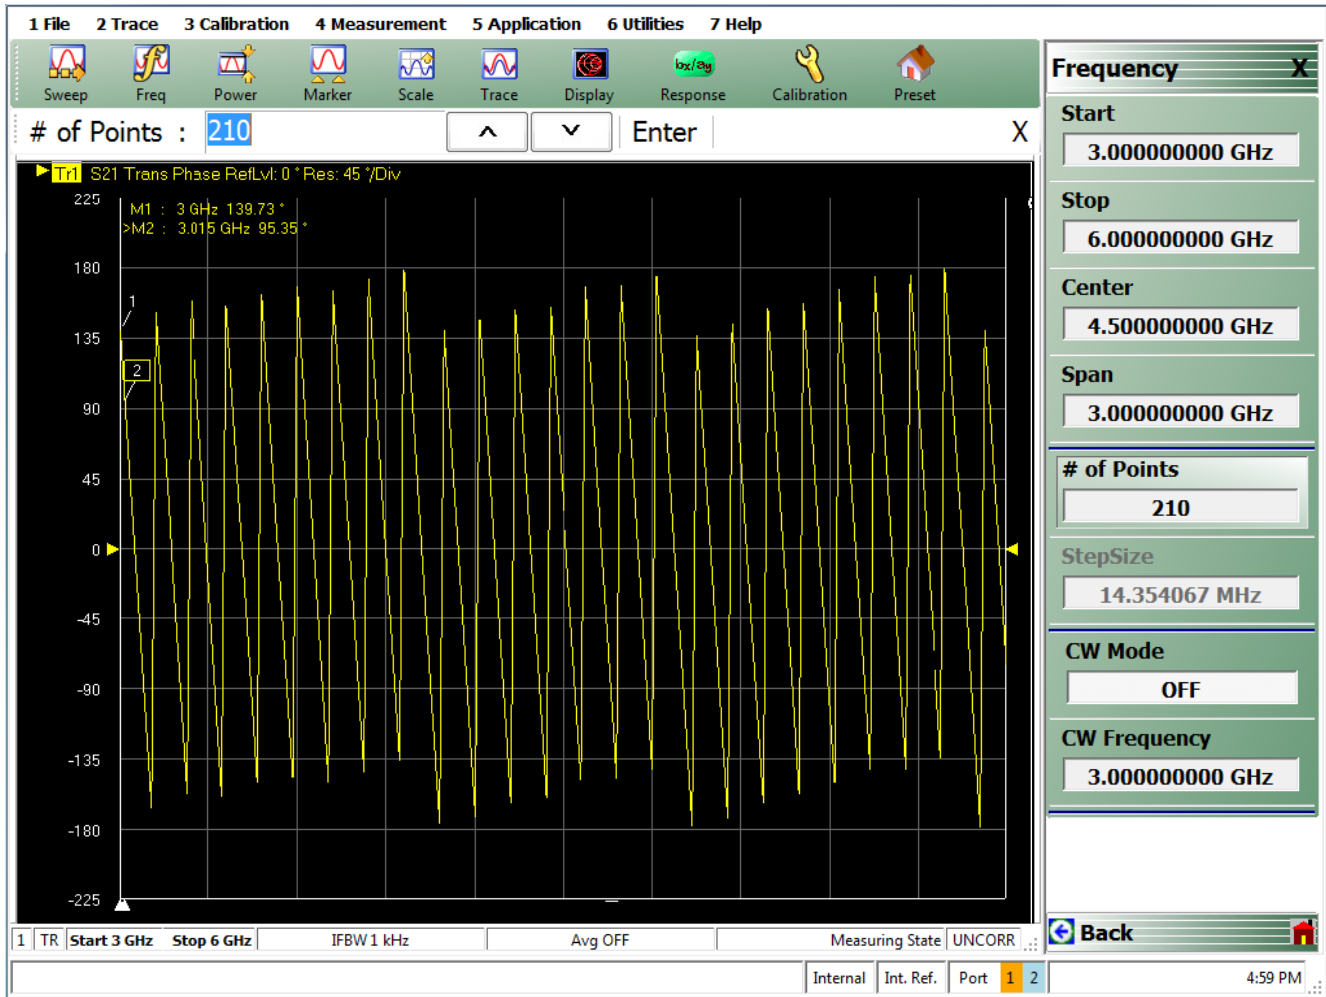 1 File 2 Trace 3 Calibration 4 Measurement 5 Application 6 Utilities 7 Help
Sweep Freq Power Marker Scale Trace Display bx/ay Response Calibration Preset
# of Points : 210 Enter X
Tr1 S21 Trans Phase RefLvl: 0 ° Res: 45 °/Div
M1 : 3 GHz 139.73 °
>M2 : 3.015 GHz 95.35 °
225
180
135
90
45
0
-45
-90
-135
-180
-225
1
2
1 TR Start 3 GHz Stop 6 GHz IFBW 1 kHz Avg OFF Measuring State UNCORR
Internal Int. Ref. Port 1 2 4:59 PM
Frequency X
Start
3.000000000 GHz
Stop
6.000000000 GHz
Center
4.500000000 GHz
Span
3.000000000 GHz
# of Points
210
StepSize
14.354067 MHz
CW Mode
OFF
CW Frequency
3.000000000 GHz
Back